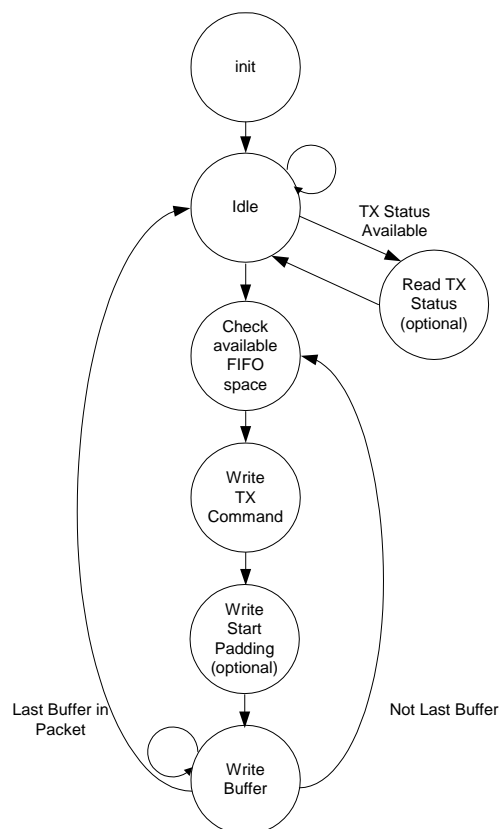 init
Idle
TX Status
Available
Read TX
Status
(optional)
Check
available
FIFO
space
Write
TX
Command
Write
Start
Padding
(optional)
Last Buffer in
Packet
Not Last Buffer
Write
Buffer